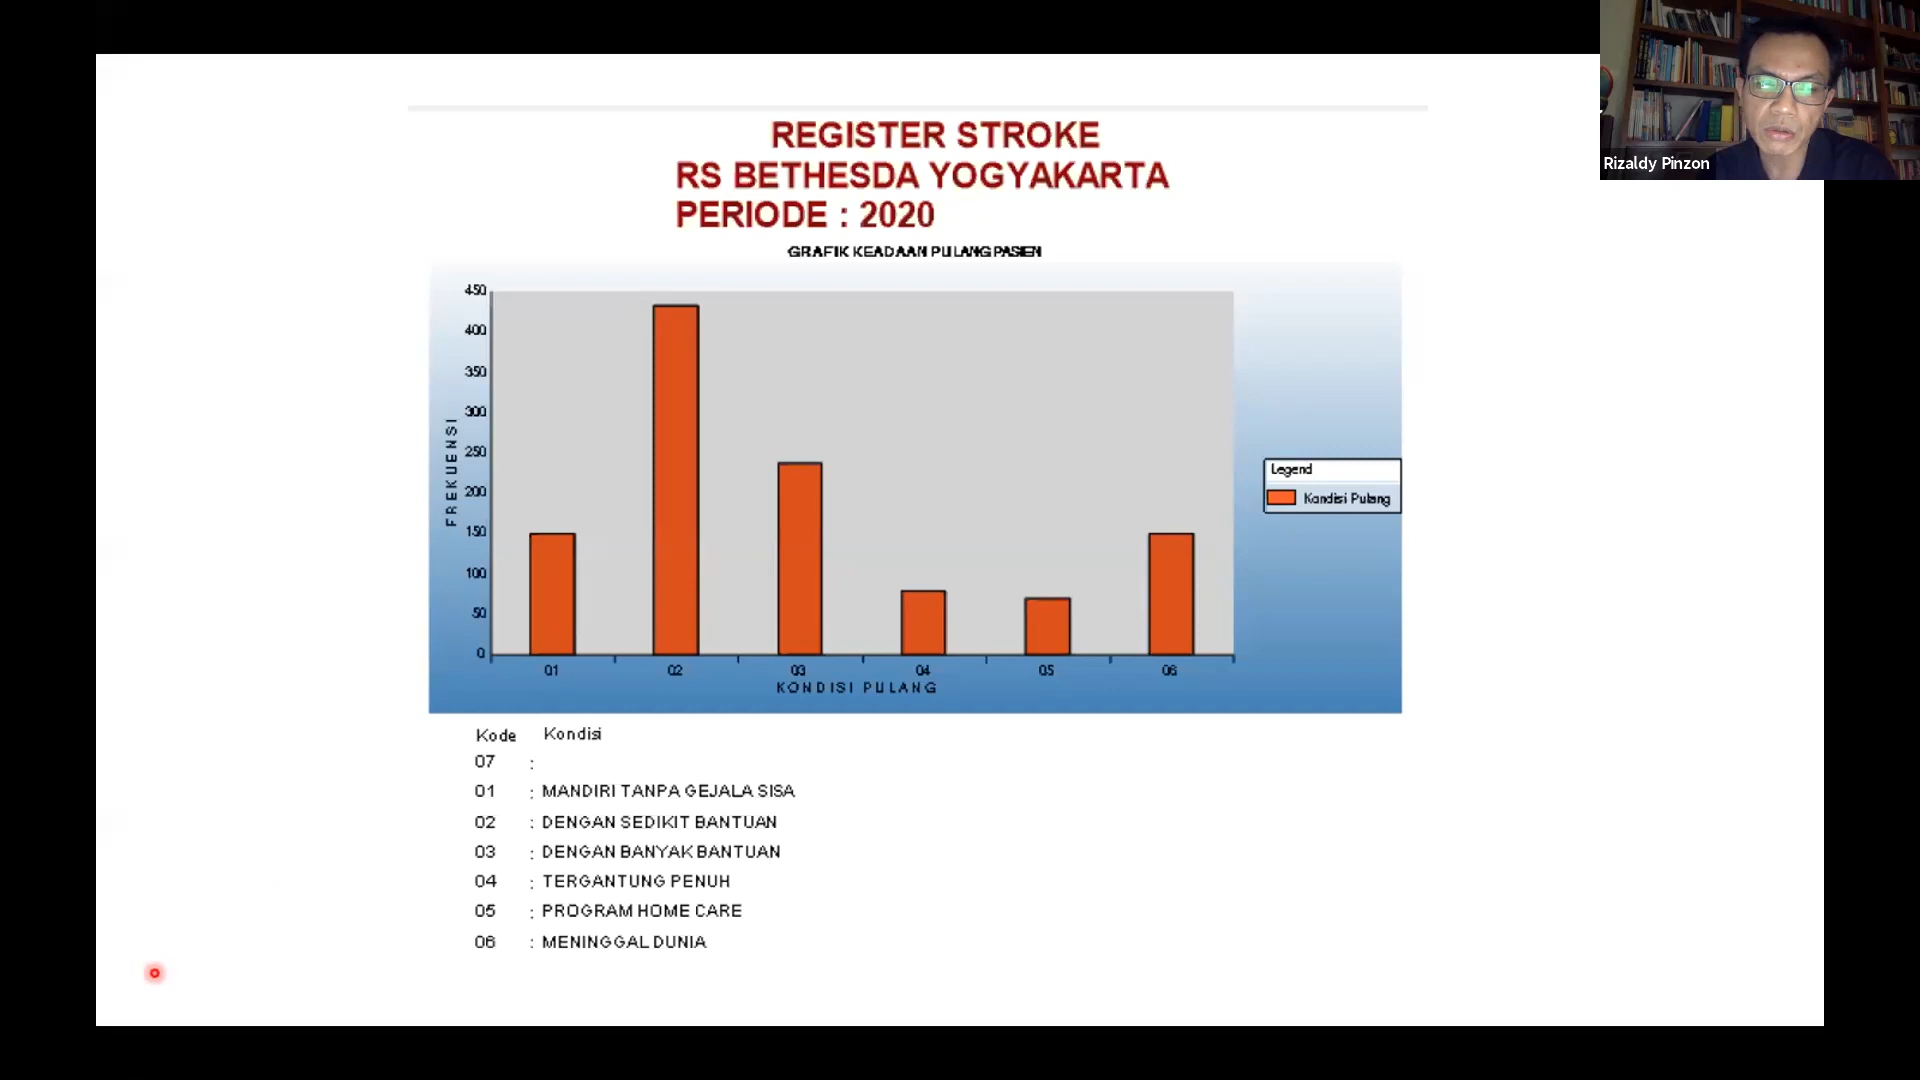 REGISTER STROKE
RS BETHESDA YOGYAKARTA
PERIODE : 2020
GRAFIK KEADAAN PULANG PASIEN
450
400
350
300
250
200
150
100
50
0
FREKUENSI
01 02 03 04 05 06
KONDISI PULANG
Legend
Kondisi Pulang
Kode Kondisi
07 :
01 : MANDIRI TANPA GEJALA SISA
02 : DENGAN SEDIKIT BANTUAN
03 : DENGAN BANYAK BANTUAN
04 : TERGANTUNG PENUH
05 : PROGRAM HOME CARE
06 : MENINGGAL DUNIA
Rizaldy Pinzon